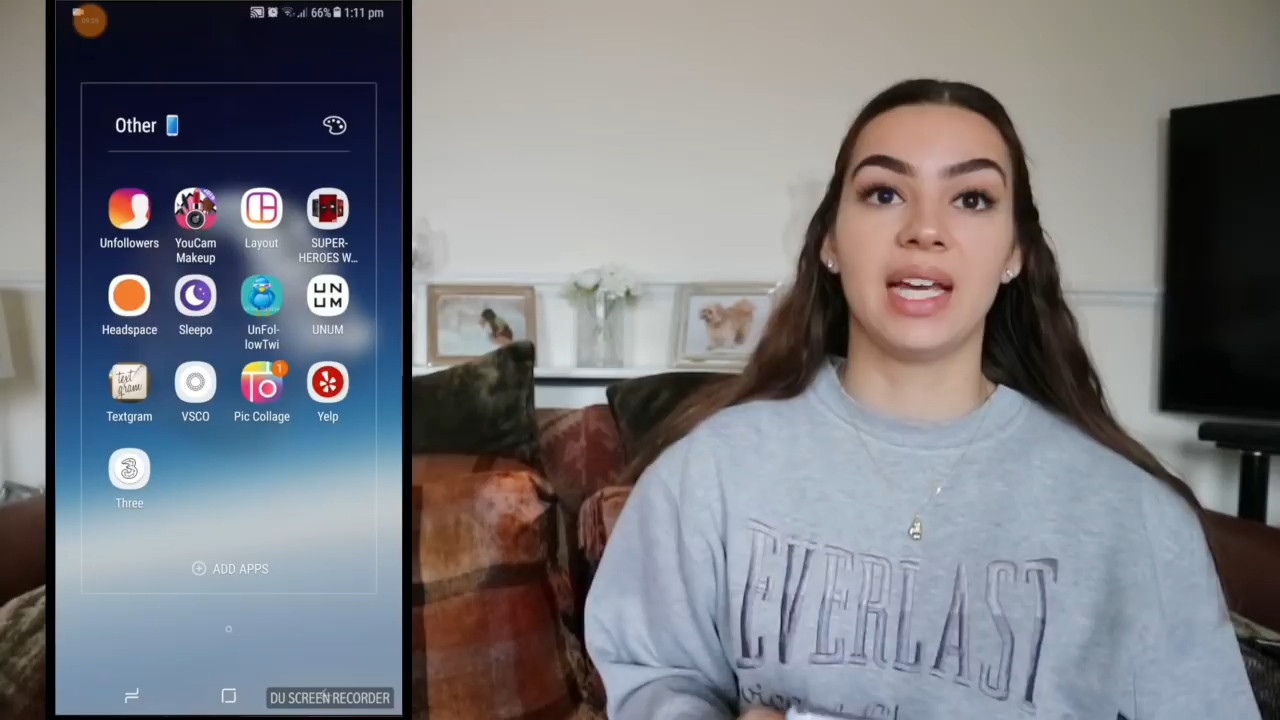 66% 1:11 pm
Other
Unfollowers
YouCam Makeup
Layout
SUPER-
HEROES W...
Headspace
Sleepo
UnFol-
lowTwi
UN
UM
UNUM
text
gram
Textgram
VSCO
1
Pic Collage
Yelp
3
Three
ADD APPS
DU SCREEN RECORDER
EVERLAST